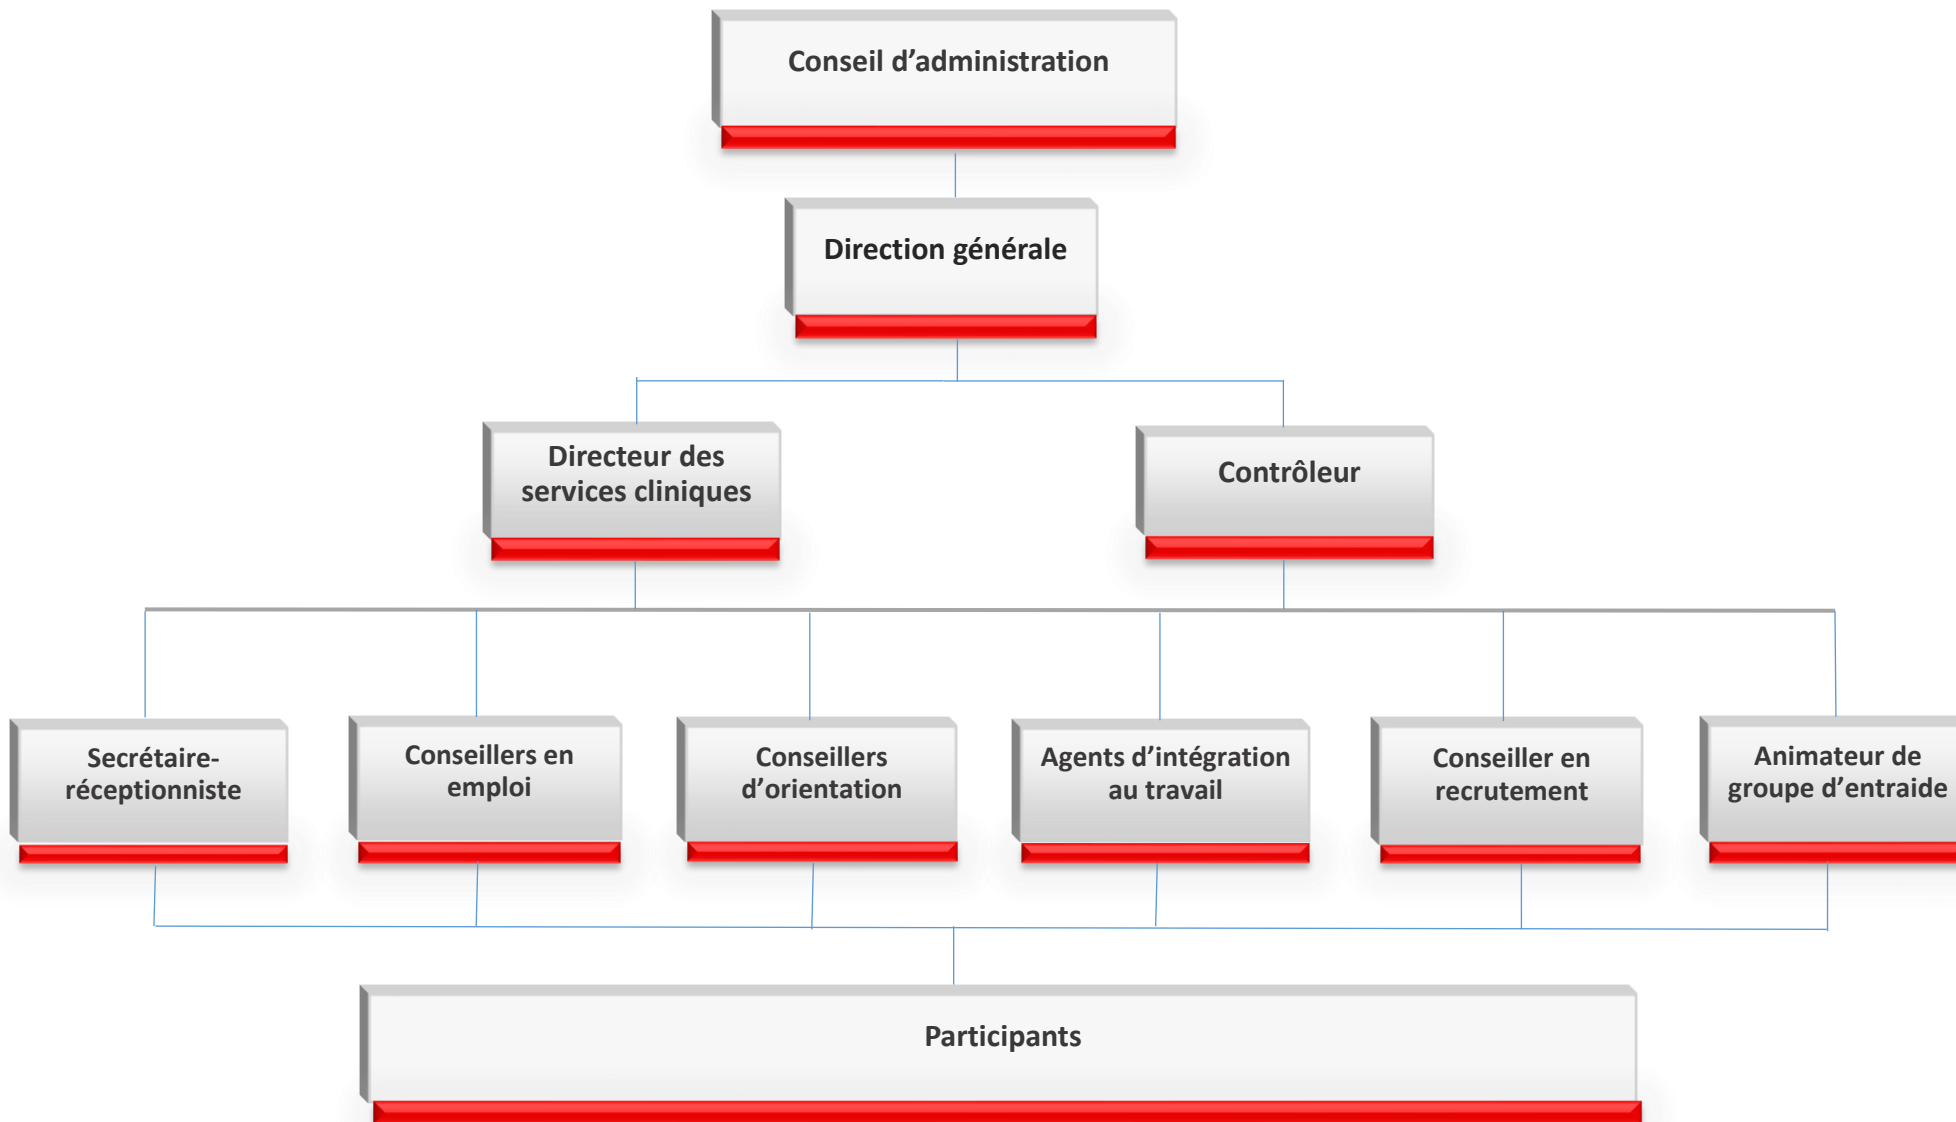 Conseil d’administration
Direction générale
Directeur des
services cliniques
Contrôleur
Secrétaire-
réceptionniste
Conseillers en
emploi
Conseillers
d’orientation
Agents d’intégration
au travail
Conseiller en
recrutement
Animateur de
groupe d’entraide
Participants